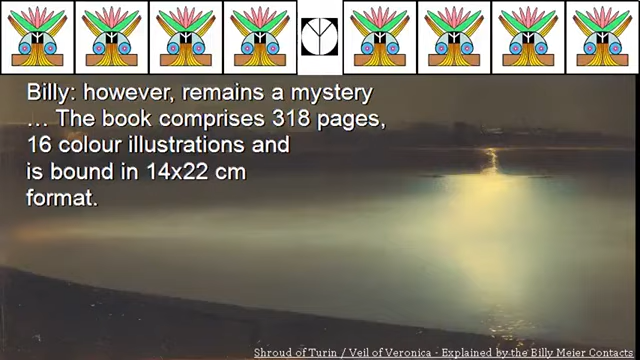 Billy: however, remains a mystery
... The book comprises 318 pages,
16 colour illustrations and
is bound in 14x22 cm
format.
Shroud of Turin / Veil of Veronica - Explained by the Billy Meier Contacts